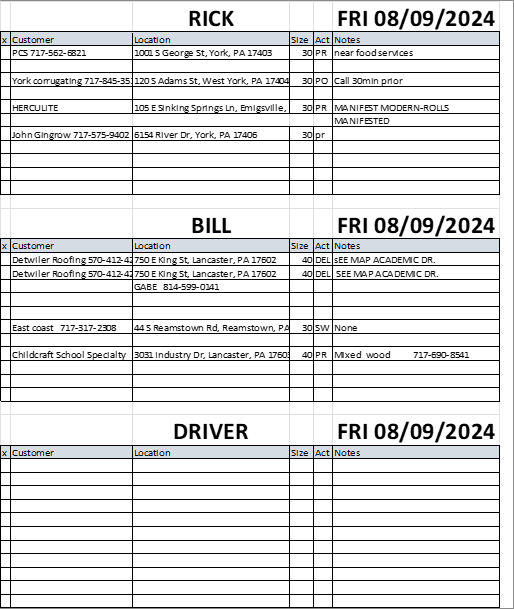 RICK FRI 08/09/2024
x Customer Location Size Act Notes
PCS 717-562-6821 1001 S George St, York, PA 17403 30 PR near food services
York corrugating 717-845-351 120 S Adams St, West York, PA 17404 30 PO Call 30min prior
HERCULITE 105 E Sinking Springs Ln, Emigsville, 30 PR MANIFEST MODERN-ROLLS
MANIFESTED
John Gingrow 717-575-9402 6154 River Dr, York, PA 17406 30 pr
BILL FRI 08/09/2024
x Customer Location Size Act Notes
Detwiler Roofing 570-412-42 750 E King St, Lancaster, PA 17602 40 DEL sEE MAP ACADEMIC DR.
Detwiler Roofing 570-412-42 750 E King St, Lancaster, PA 17602 40 DEL SEE MAP ACADEMIC DR.
GABE 814-599-0141
East coast 717-317-2308 44 S Reamstown Rd, Reamstown, PA 30 SW None
Childcraft School Specialty 3031 Industry Dr, Lancaster, PA 17603 40 PR Mixed wood 717-690-8541
DRIVER FRI 08/09/2024
x Customer Location Size Act Notes